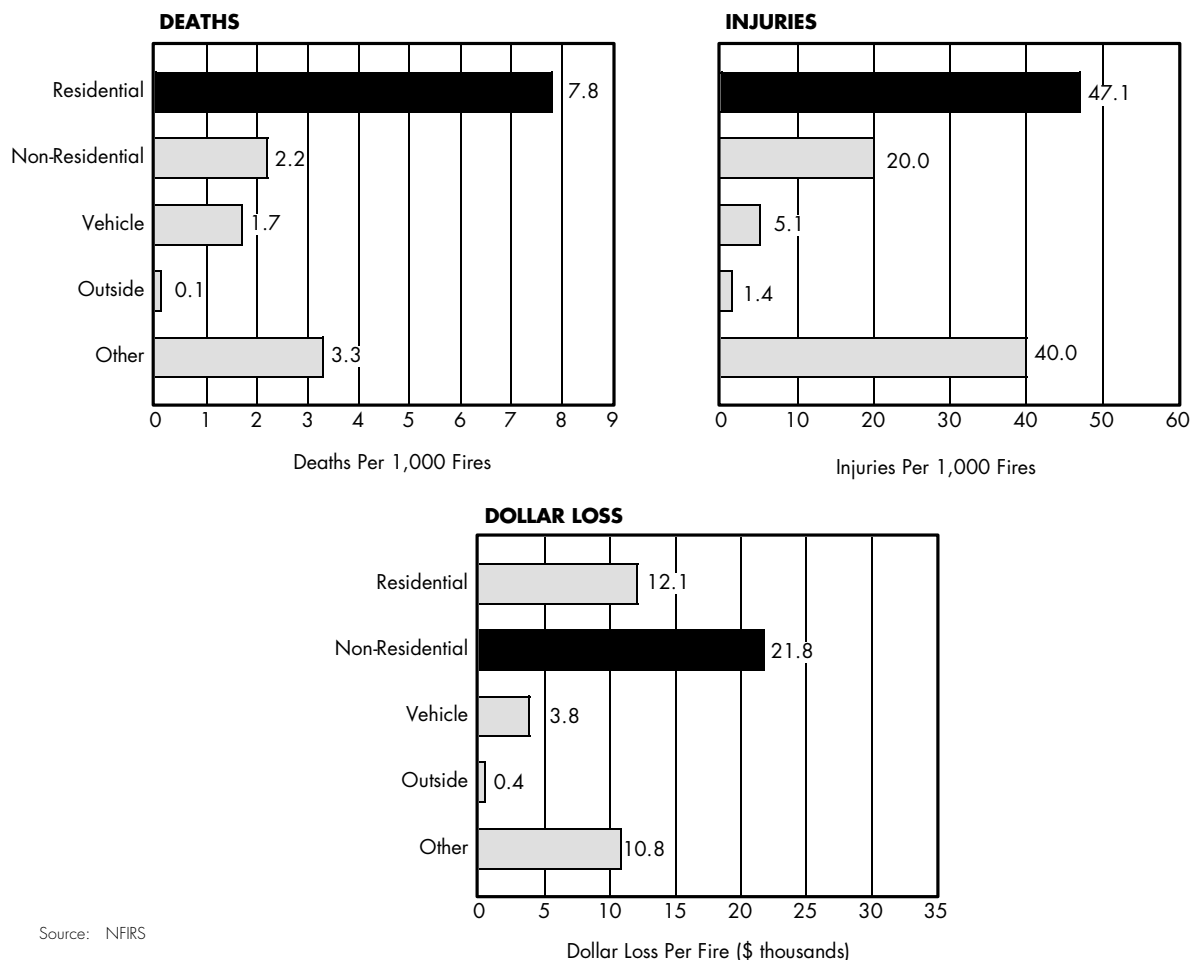 DEATHS
Residential 7.8
Non-Residential 2.2
Vehicle 1.7
Outside 0.1
Other 3.3
0 1 2 3 4 5 6 7 8 9
Deaths Per 1,000 Fires
INJURIES
47.1
20.0
5.1
1.4
40.0
0 10 20 30 40 50 60
Injuries Per 1,000 Fires
DOLLAR LOSS
Residential 12.1
Non-Residential 21.8
Vehicle 3.8
Outside 0.4
Other 10.8
0 5 10 15 20 25 30 35
Dollar Loss Per Fire ($ thousands)
Source: NFIRS